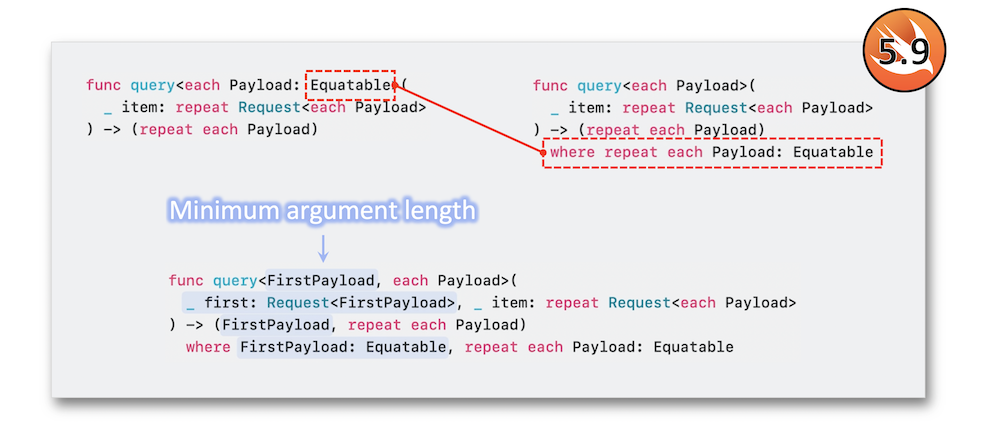 5.9
func query<each Payload: Equatable(
_ item: repeat Request<each Payload>
) -> (repeat each Payload)
func query<each Payload>(
_ item: repeat Request<each Payload>
) -> (repeat each Payload)
where repeat each Payload: Equatable
Minimum argument length
func query<FirstPayload, each Payload>(
_ first: Request<FirstPayload>, _ item: repeat Request<each Payload>
) -> (FirstPayload, repeat each Payload)
where FirstPayload: Equatable, repeat each Payload: Equatable